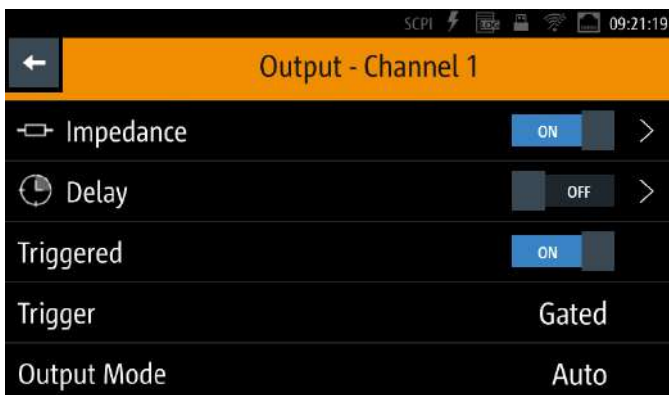 SCPI 09:21:19
Output - Channel 1
Impedance ON
Delay OFF
Triggered ON
Trigger Gated
Output Mode Auto